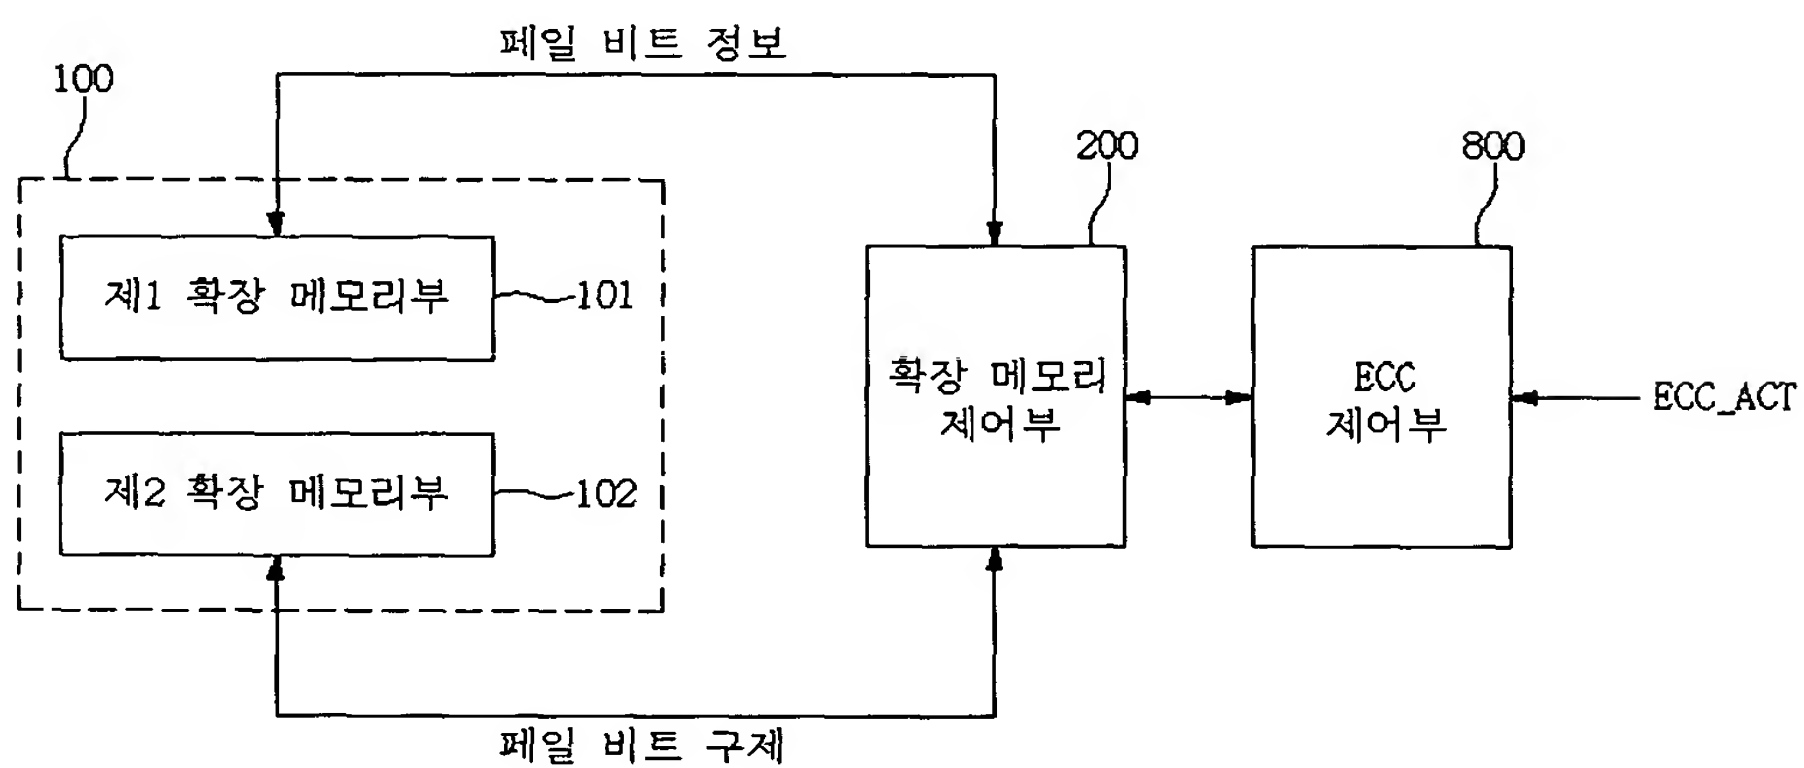 페일 비트 정보
100
200
800
제1 확장 메모리부
101
확장 메모리
제어부
ECC
제어부
ECC_ACT
제2 확장 메모리부
102
페일 비트 구제